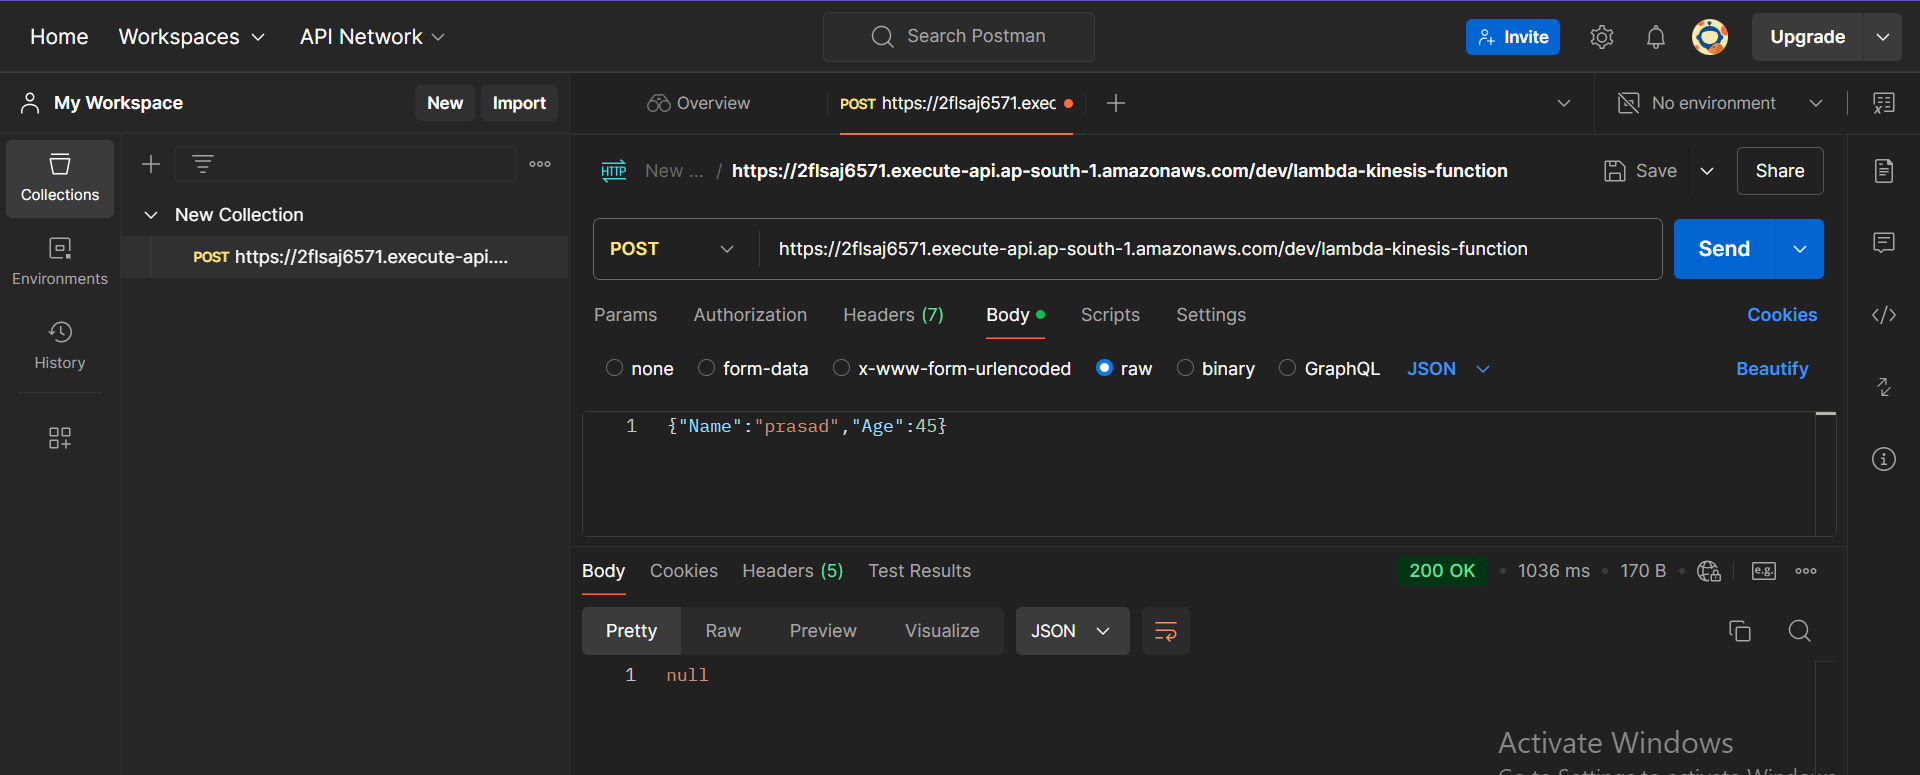 Home Workspaces API Network Search Postman Invite Upgrade
My Workspace New Import Overview POST https://2flsaj6571.exec No environment
New ... / https://2flsaj6571.execute-api.ap-south-1.amazonaws.com/dev/lambda-kinesis-function Save Share
Collections
New Collection
POST https://2flsaj6571.execute-api....
Environments
History
POST https://2flsaj6571.execute-api.ap-south-1.amazonaws.com/dev/lambda-kinesis-function Send
Params Authorization Headers (7) Body Scripts Settings Cookies
none form-data x-www-form-urlencoded raw binary GraphQL JSON Beautify
1 {"Name":"prasad","Age":45}
Body Cookies Headers (5) Test Results 200 OK 1036 ms 170 B e.g.
Pretty Raw Preview Visualize JSON
1 null
Activate Windows